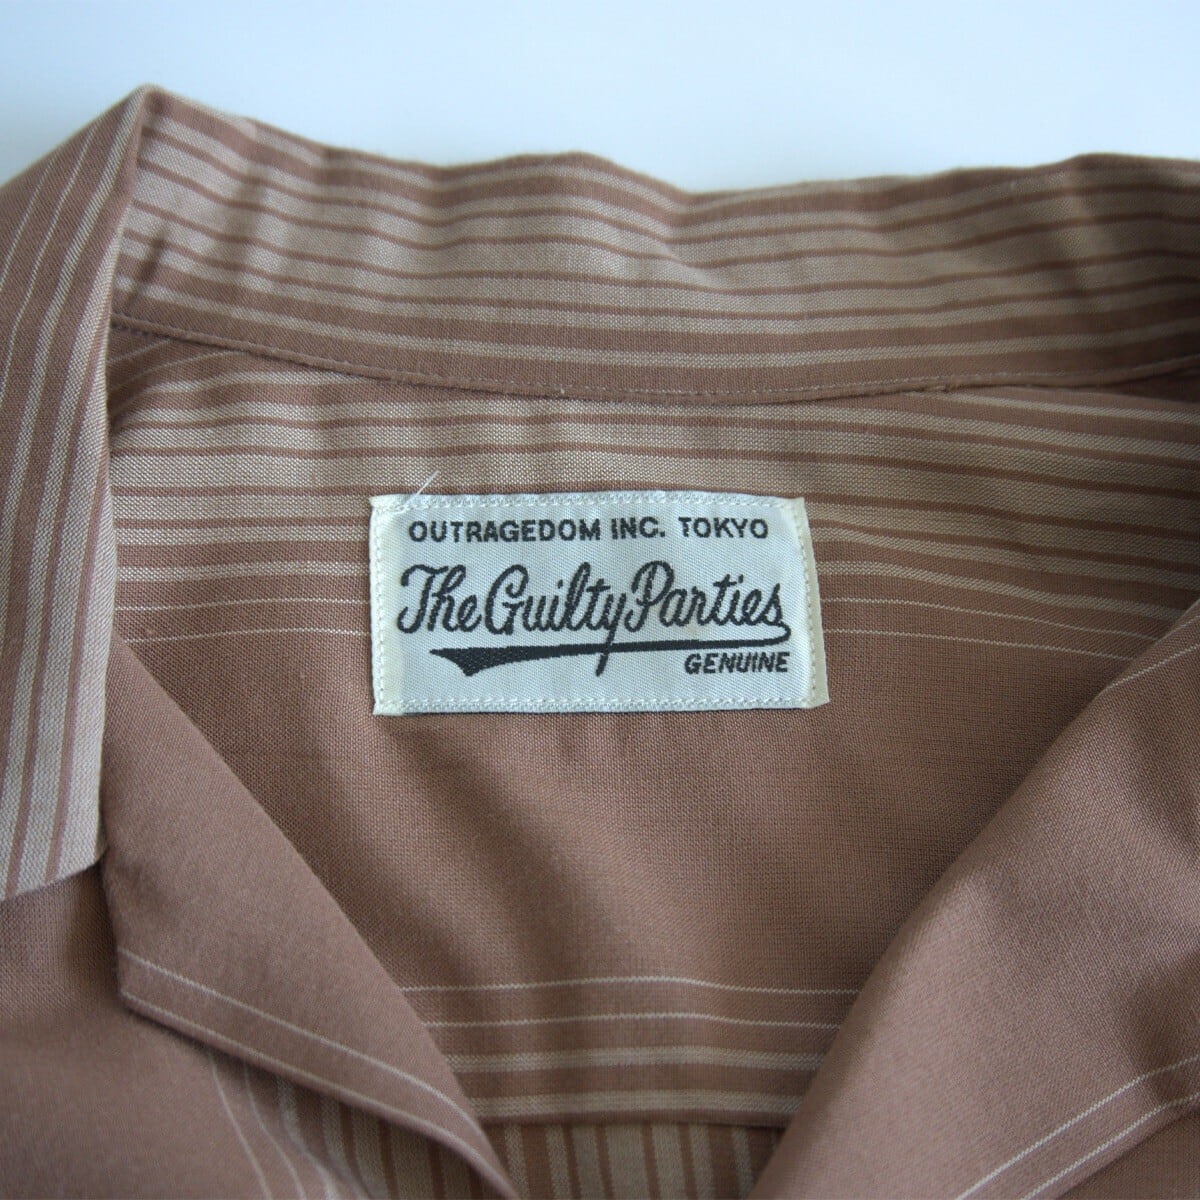 OUTRAGEDOM INC. TOKYO
The Guilty Parties
GENUINE